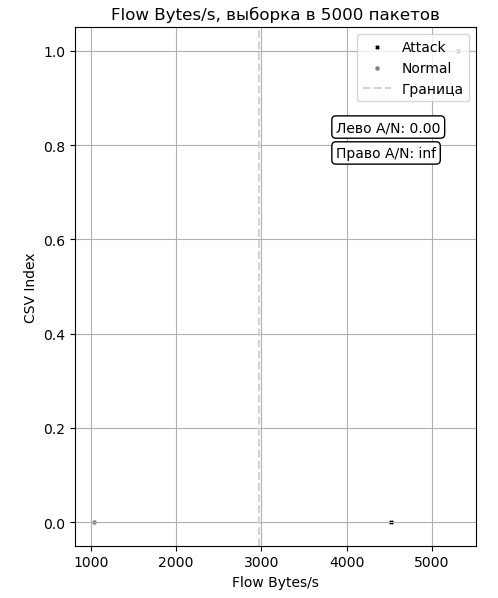 Flow Bytes/s, выборка в 5000 пакетов
1.0
Attack
Normal
Граница
Лево A/N: 0.00
0.8
Право A/N: inf
0.6
CSV Index
0.4
0.2
0.0
1000 2000 3000 4000 5000
Flow Bytes/s